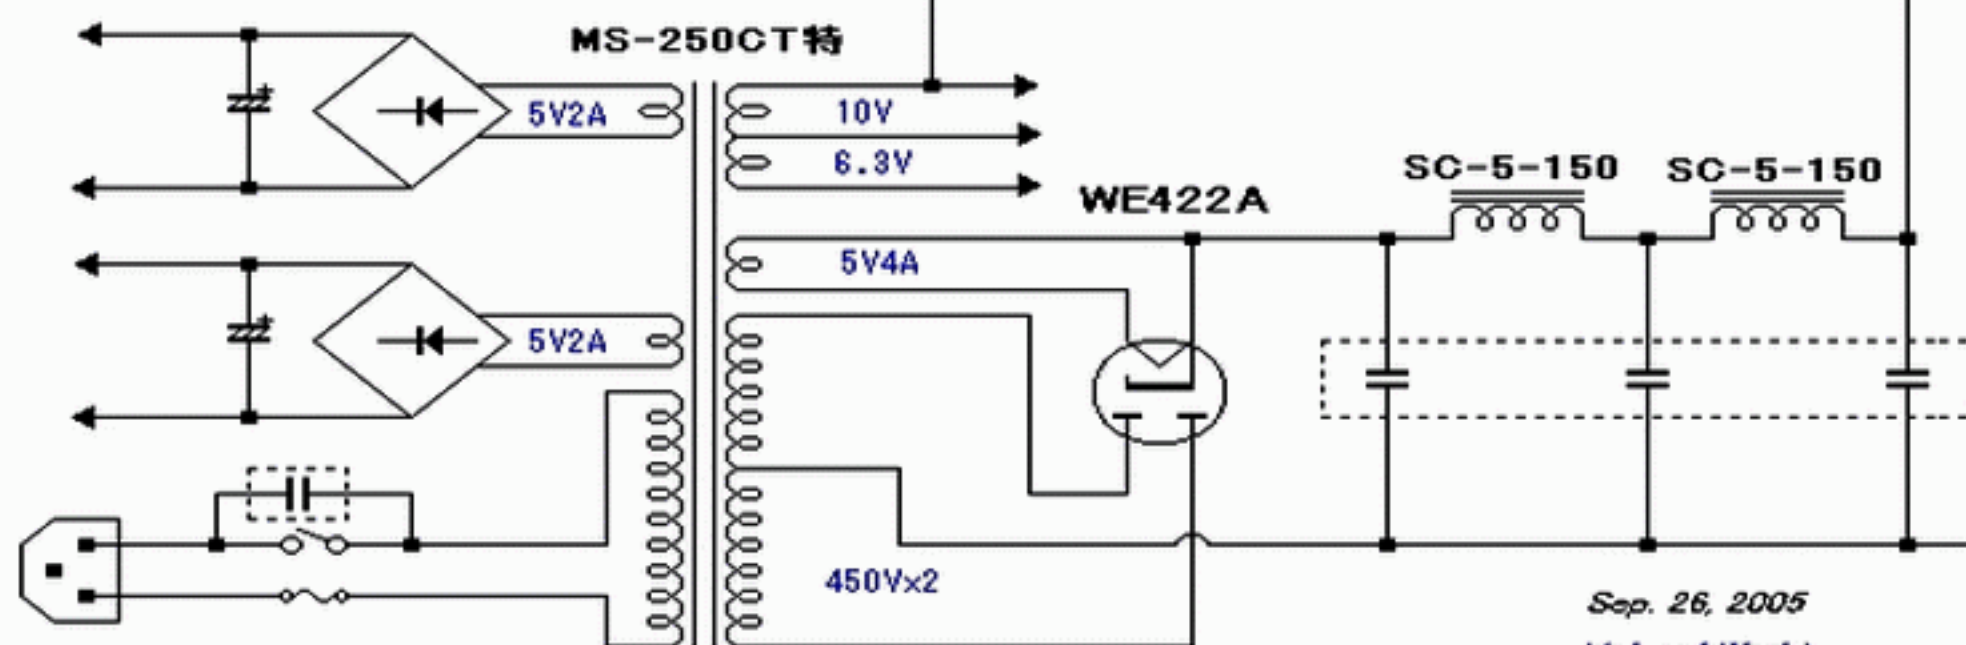 MS-250CT特
5V2A
10V
6.3V
WE422A
SC-5-150
SC-5-150
5V4A
5V2A
450V×2
Sep. 26, 2005